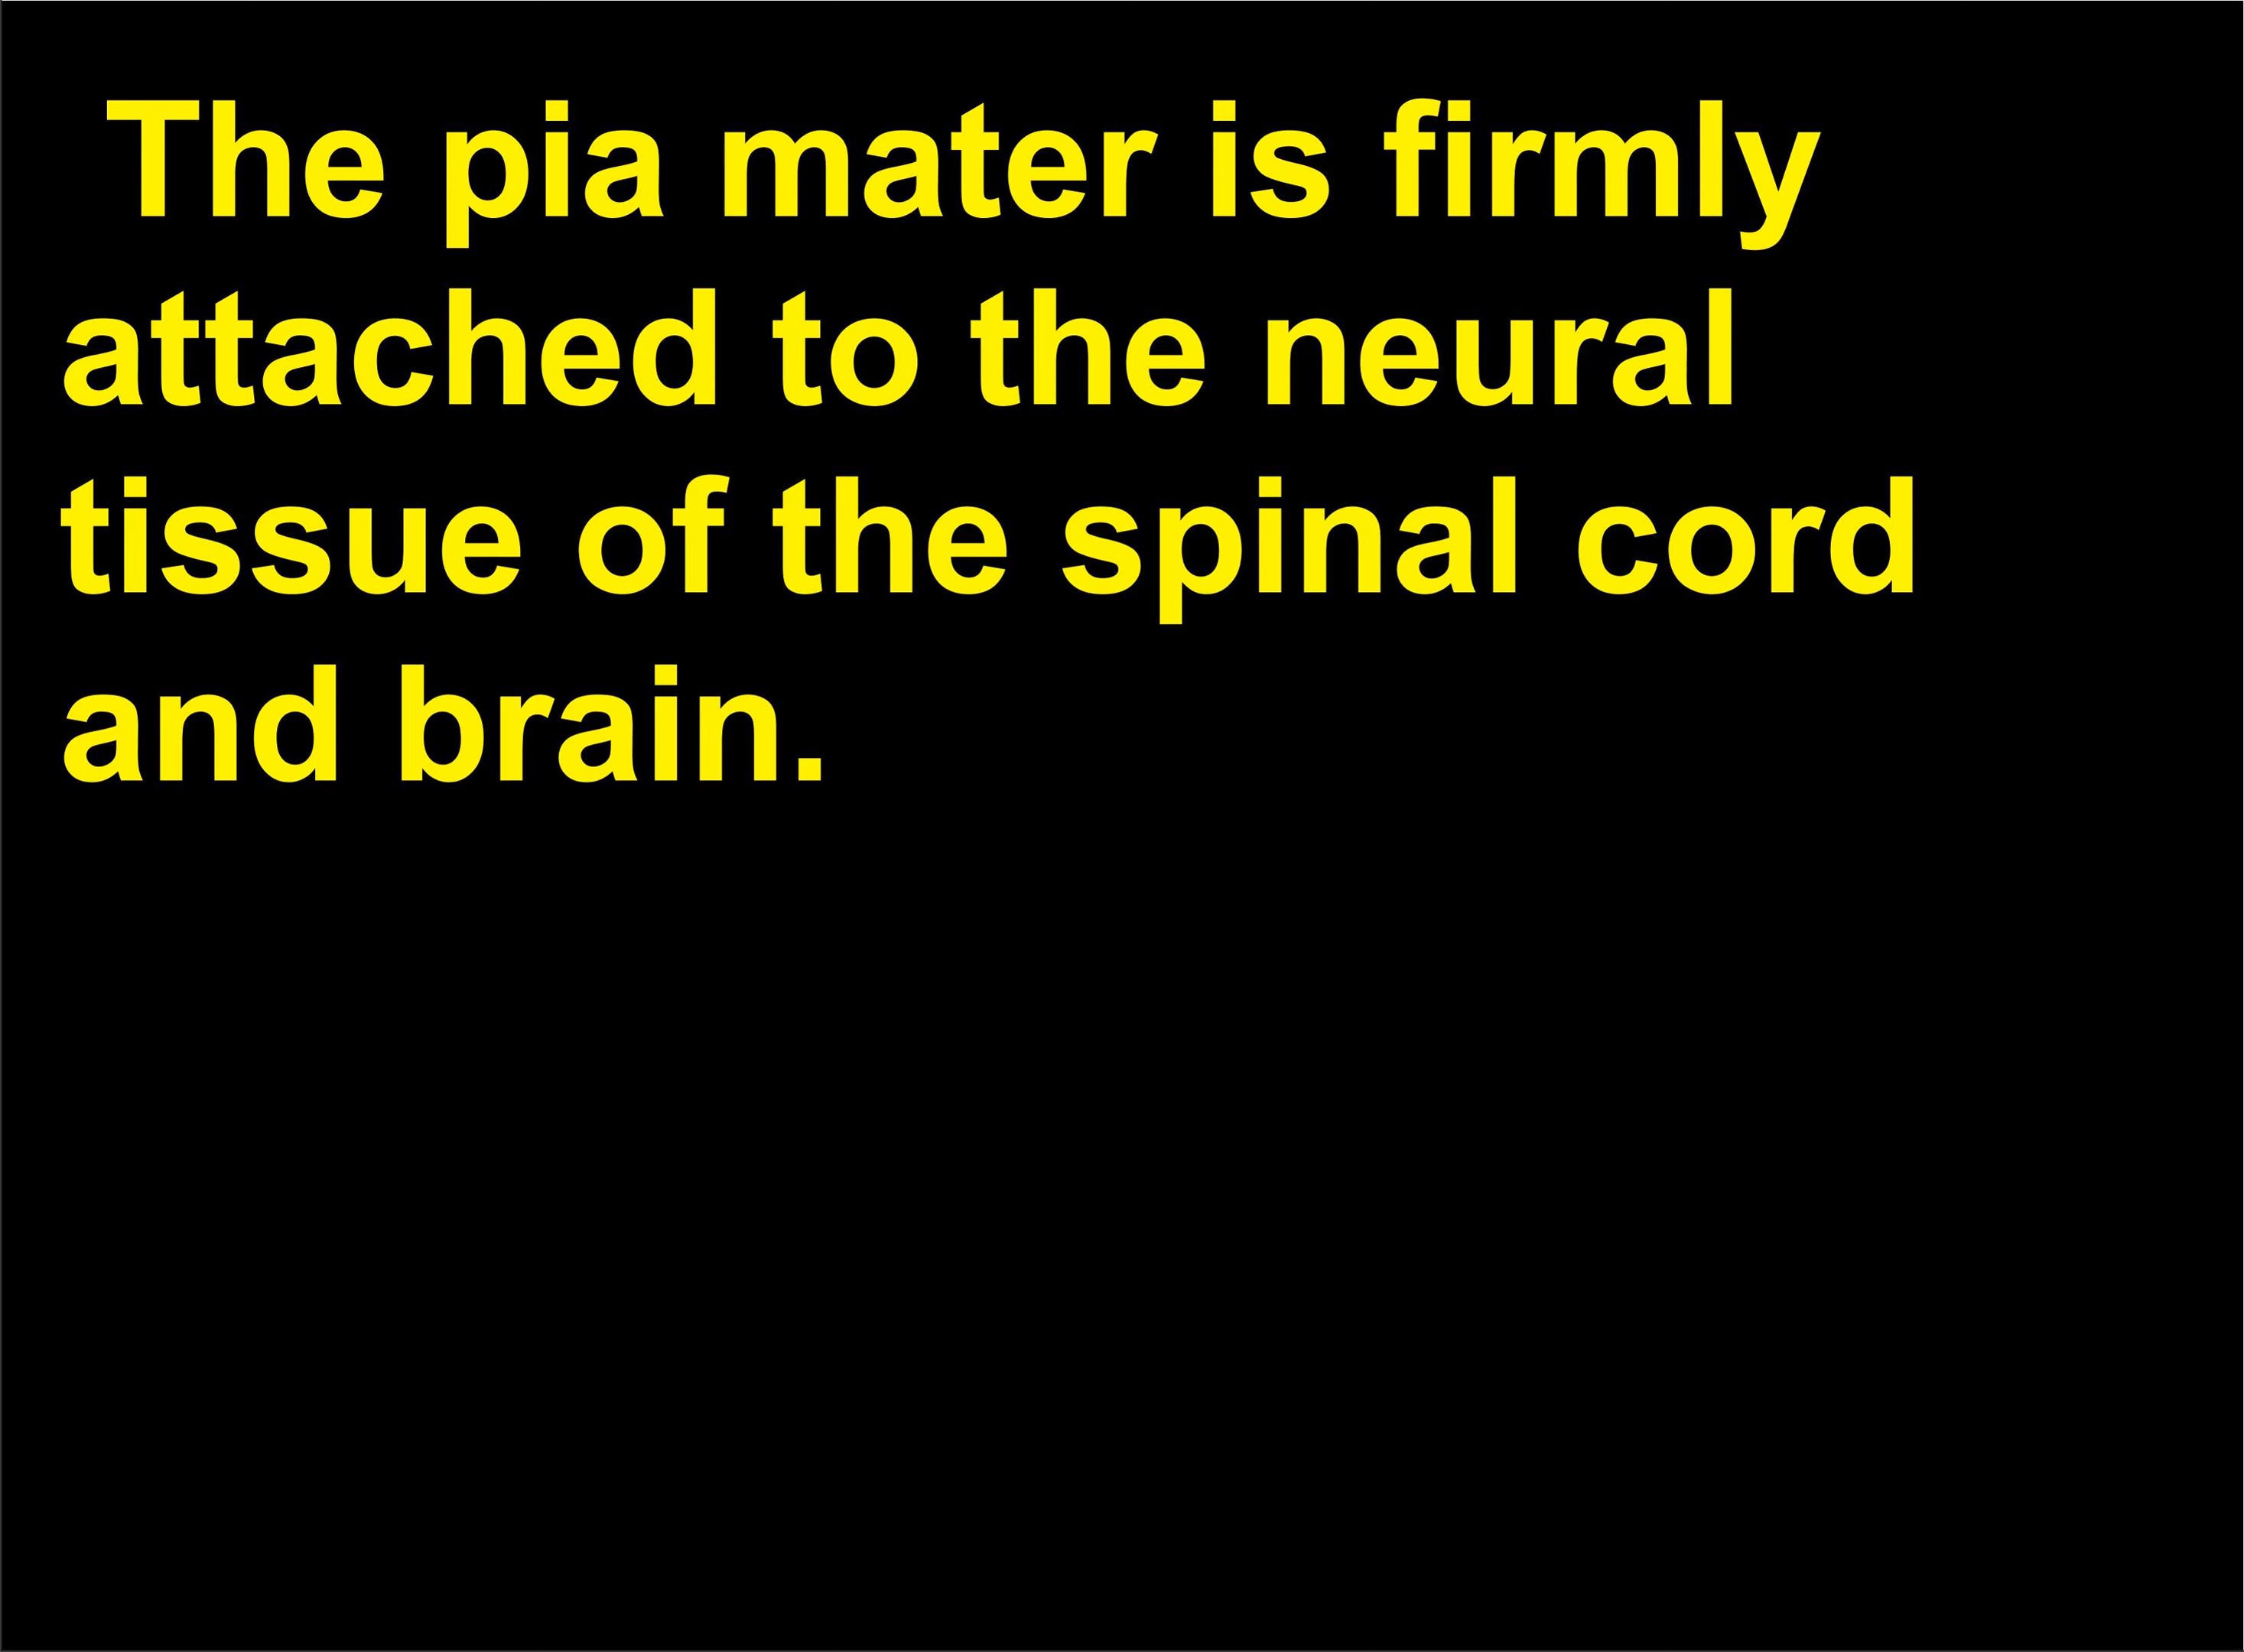 The pia mater is firmly
attached to the neural
tissue of the spinal cord
and brain.